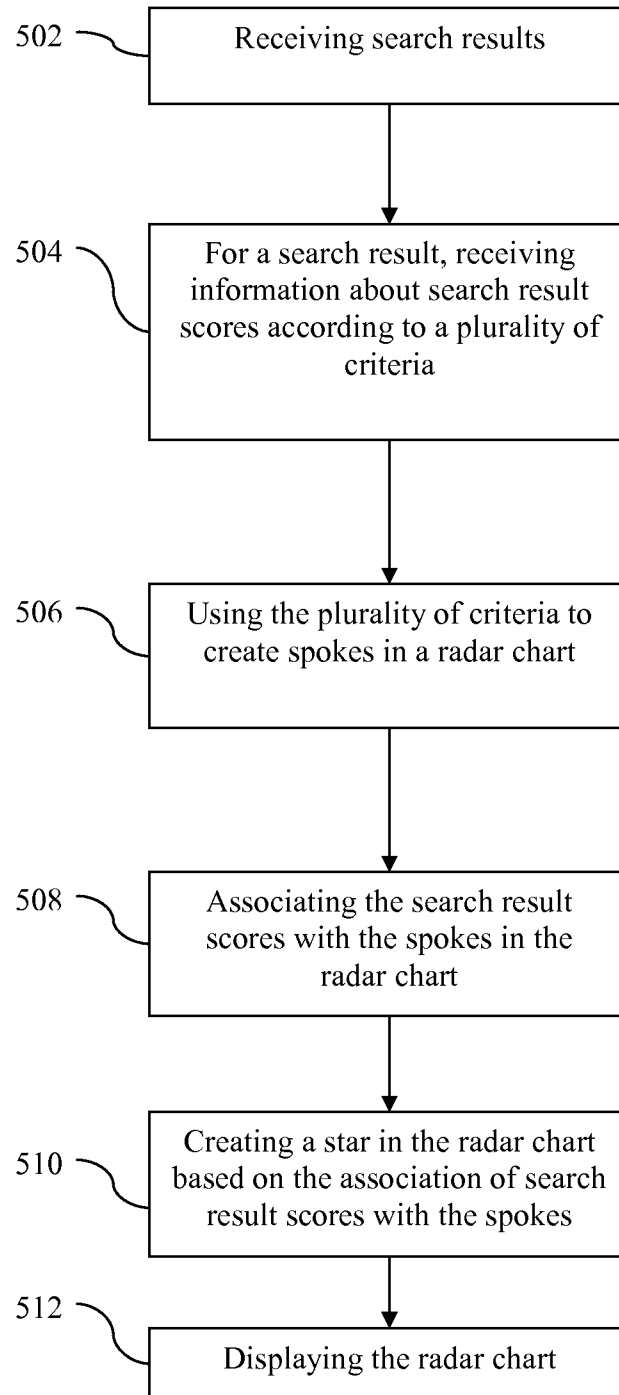 502
Receiving search results
504
For a search result, receiving
information about search result
scores according to a plurality of
criteria
506
Using the plurality of criteria to
create spokes in a radar chart
508
Associating the search result
scores with the spokes in the
radar chart
510
Creating a star in the radar chart
based on the association of search
result scores with the spokes
512
Displaying the radar chart